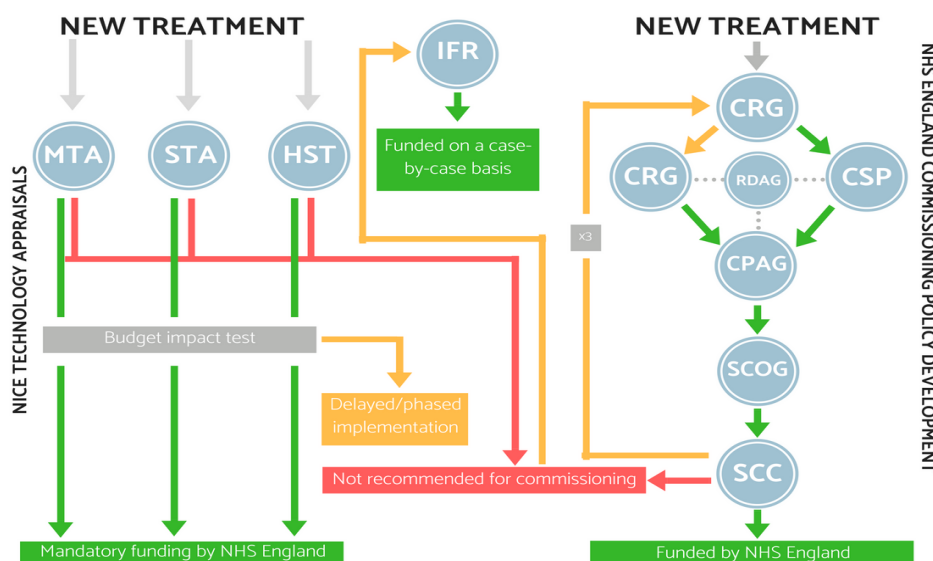 NEW TREATMENT
MTA
STA
HST
NICE TECHNOLOGY APPRAISALS
Budget impact test
Delayed/phased
implementation
Mandatory funding by NHS England
IFR
Funded on a case-
by-case basis
Not recommended for commissioning
x3
NEW TREATMENT
CRG
CRG
RDAG
CSP
CPAG
SCOG
SCC
Funded by NHS England
NHS ENGLAND COMMISSIONING POLICY DEVELOPMENT